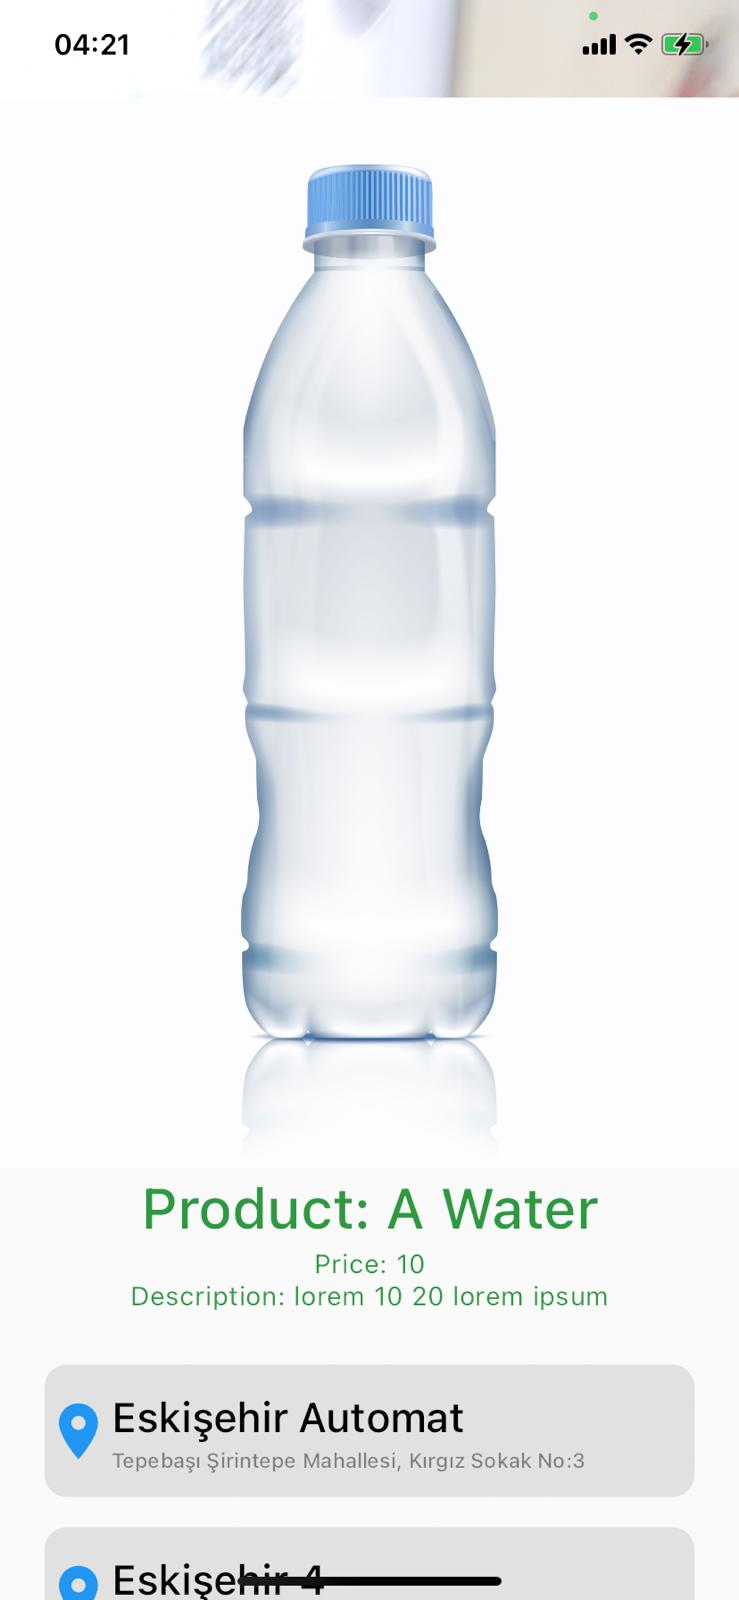 04:21
Product: A Water
Price: 10
Description: lorem 10 20 lorem ipsum
Eskişehir Automat
Tepebaşı Şirintepe Mahallesi, Kırgız Sokak No:3
Eskişehir 4